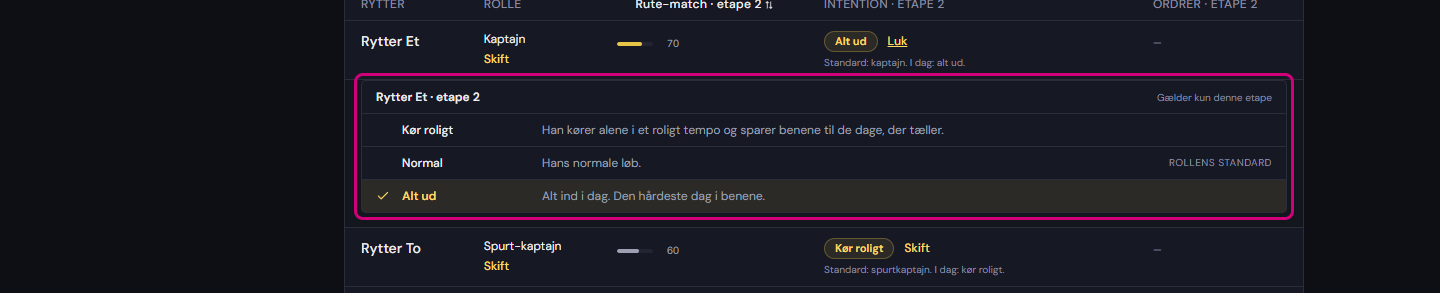 RYTTER ROLLE Rute-match · etape 2 ⇅ INTENTION · ETAPE 2 ORDRER · ETAPE 2
Rytter Et Kaptajn 70 Alt ud Luk –
Skift Standard: kaptajn. I dag: alt ud.
Rytter Et · etape 2 Gælder kun denne etape
Kør roligt Han kører alene i et roligt tempo og sparer benene til de dage, der tæller.
Normal Hans normale løb. ROLLENS STANDARD
Alt ud Alt ind i dag. Den hårdeste dag i benene.
Rytter To Spurt-kaptajn 60 Kør roligt Skift –
Skift Standard: spurtkaptajn. I dag: kør roligt.